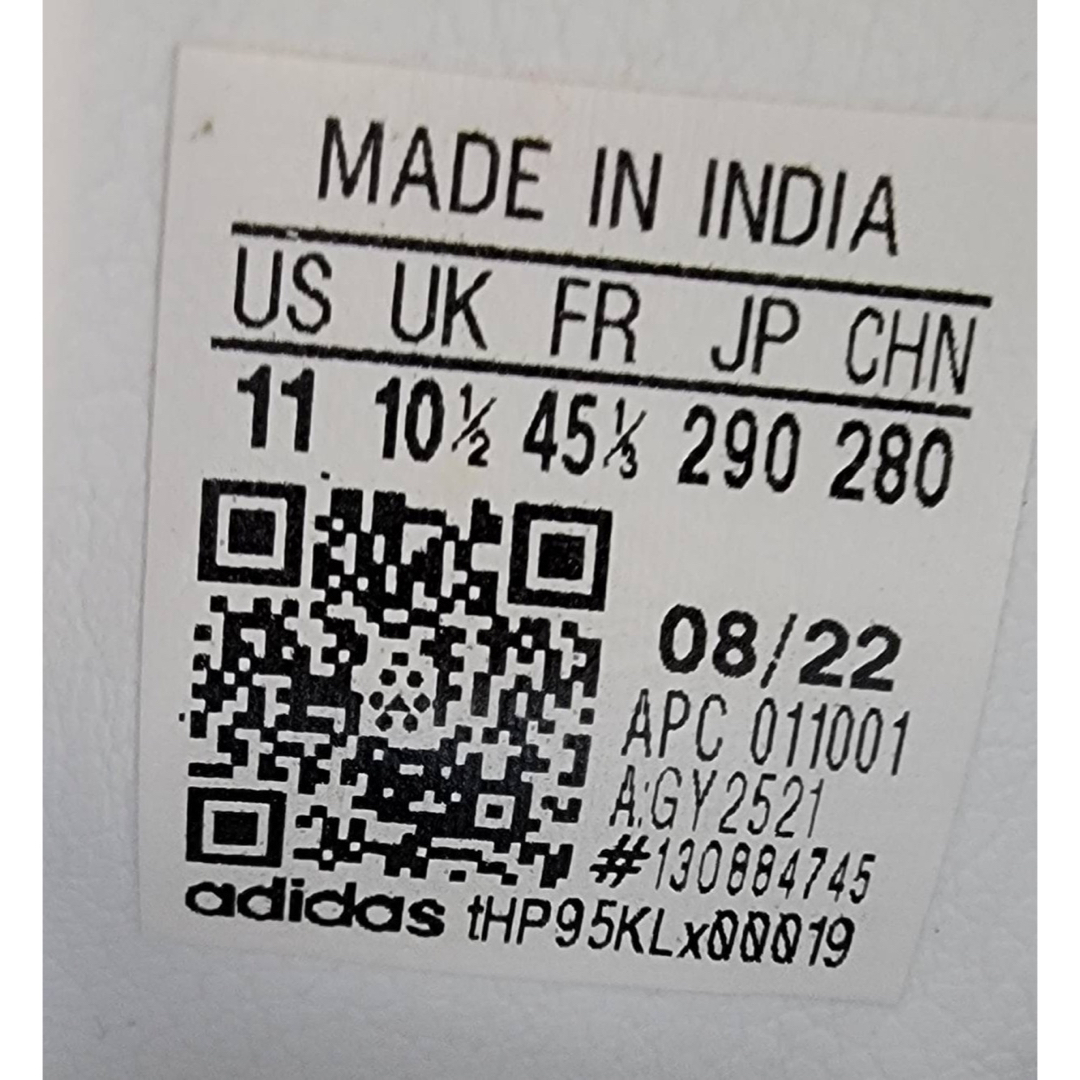 MADE IN INDIA
US UK FR JP CHN
11 10½ 45⅓ 290 280
08/22
APC 011001
A:GY2521
#130884745
adidas tHP95KLx00019